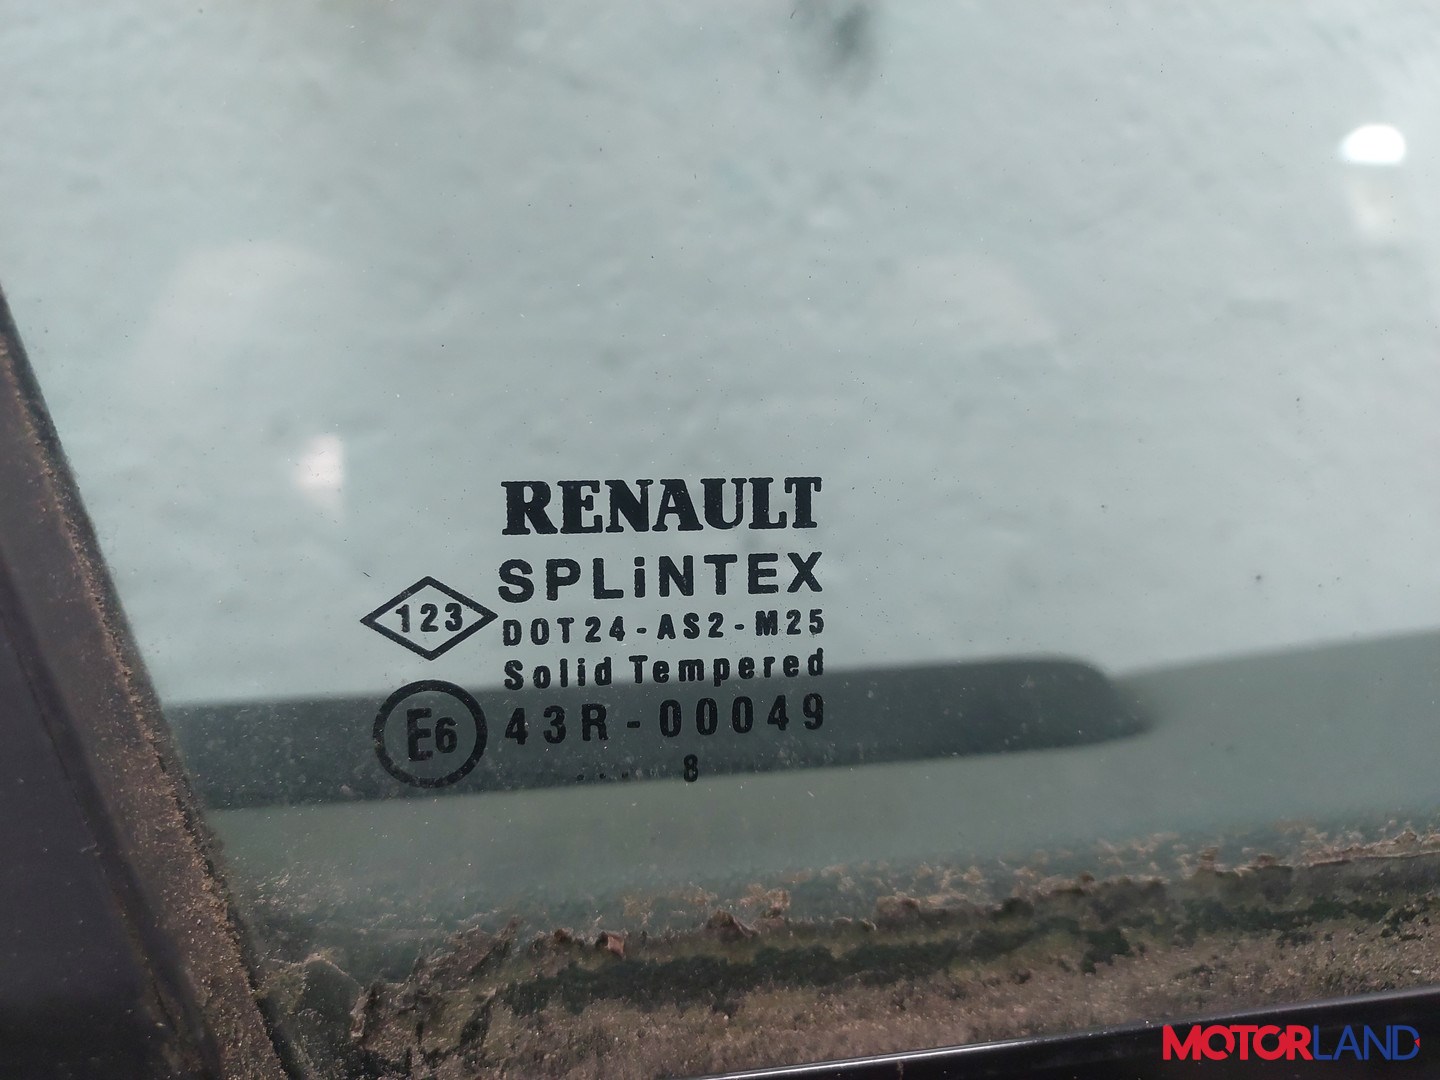 RENAULT
SPLiNTEX
123
DOT24-AS2-M25
Solid Tempered
E6
43R-00049
... 8
MOTORLAND